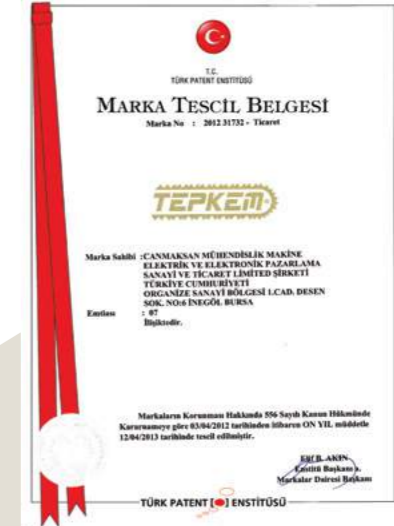 T.C.
TÜRK PATENT ENSTİTÜSÜ
MARKA TESCİL BELGESİ
Marka No : 2012 31732 - Ticaret
TEPKEM
Marka Sahibi :CANMAKSAN MÜHENDİSLİK MAKİNE
ELEKTRİK VE ELEKTRONİK PAZARLAMA
SANAYİ VE TİCARET LİMİTED ŞİRKETİ
TÜRKİYE CUMHURİYETİ
ORGANİZE SANAYİ BÖLGESİ 1.CAD. DESEN
SOK. NO:6 İNEGÖL BURSA
Emtiası : 07
İlişiktedir.
Markaların Korunması Hakkında 556 Sayılı Kanun Hükmünde
Kararnameye göre 03/04/2012 tarihinden itibaren ON YIL müddetle
12/04/2013 tarihinde tescil edilmiştir.
Elif B. AKIN
Enstitü Başkanı a.
Markalar Dairesi Başkanı
TÜRK PATENT ENSTİTÜSÜ